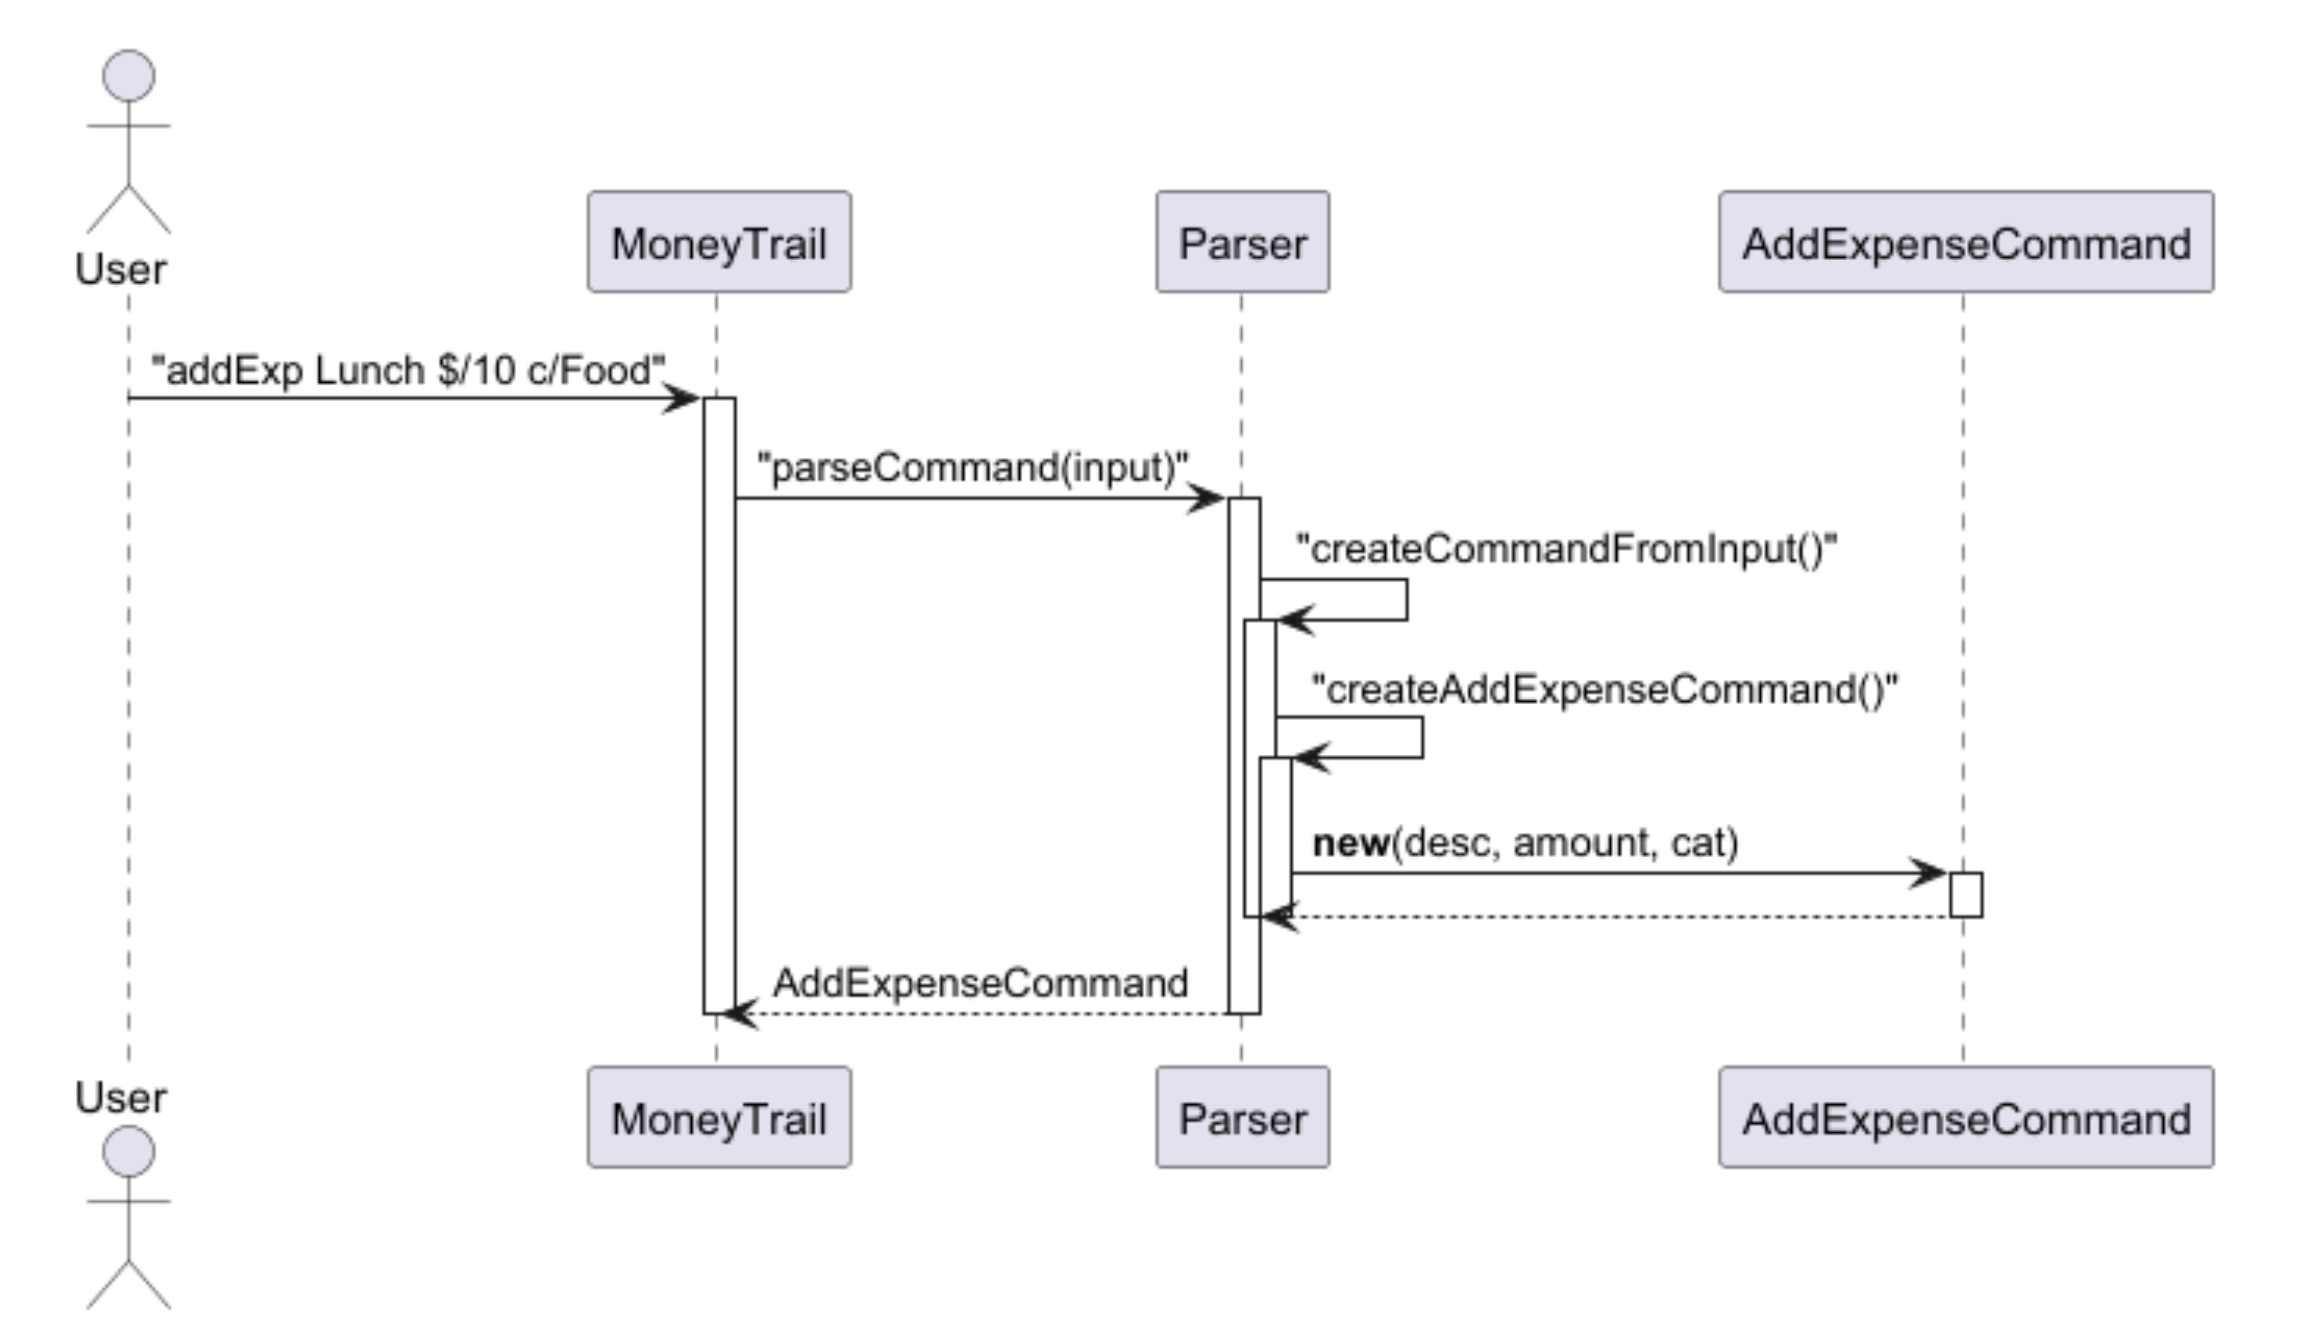 User
MoneyTrail
Parser
AddExpenseCommand
"addExp Lunch $/10 c/Food"
"parseCommand(input)"
"createCommandFromInput()"
"createAddExpenseCommand()"
new(desc, amount, cat)
AddExpenseCommand
User
MoneyTrail
Parser
AddExpenseCommand